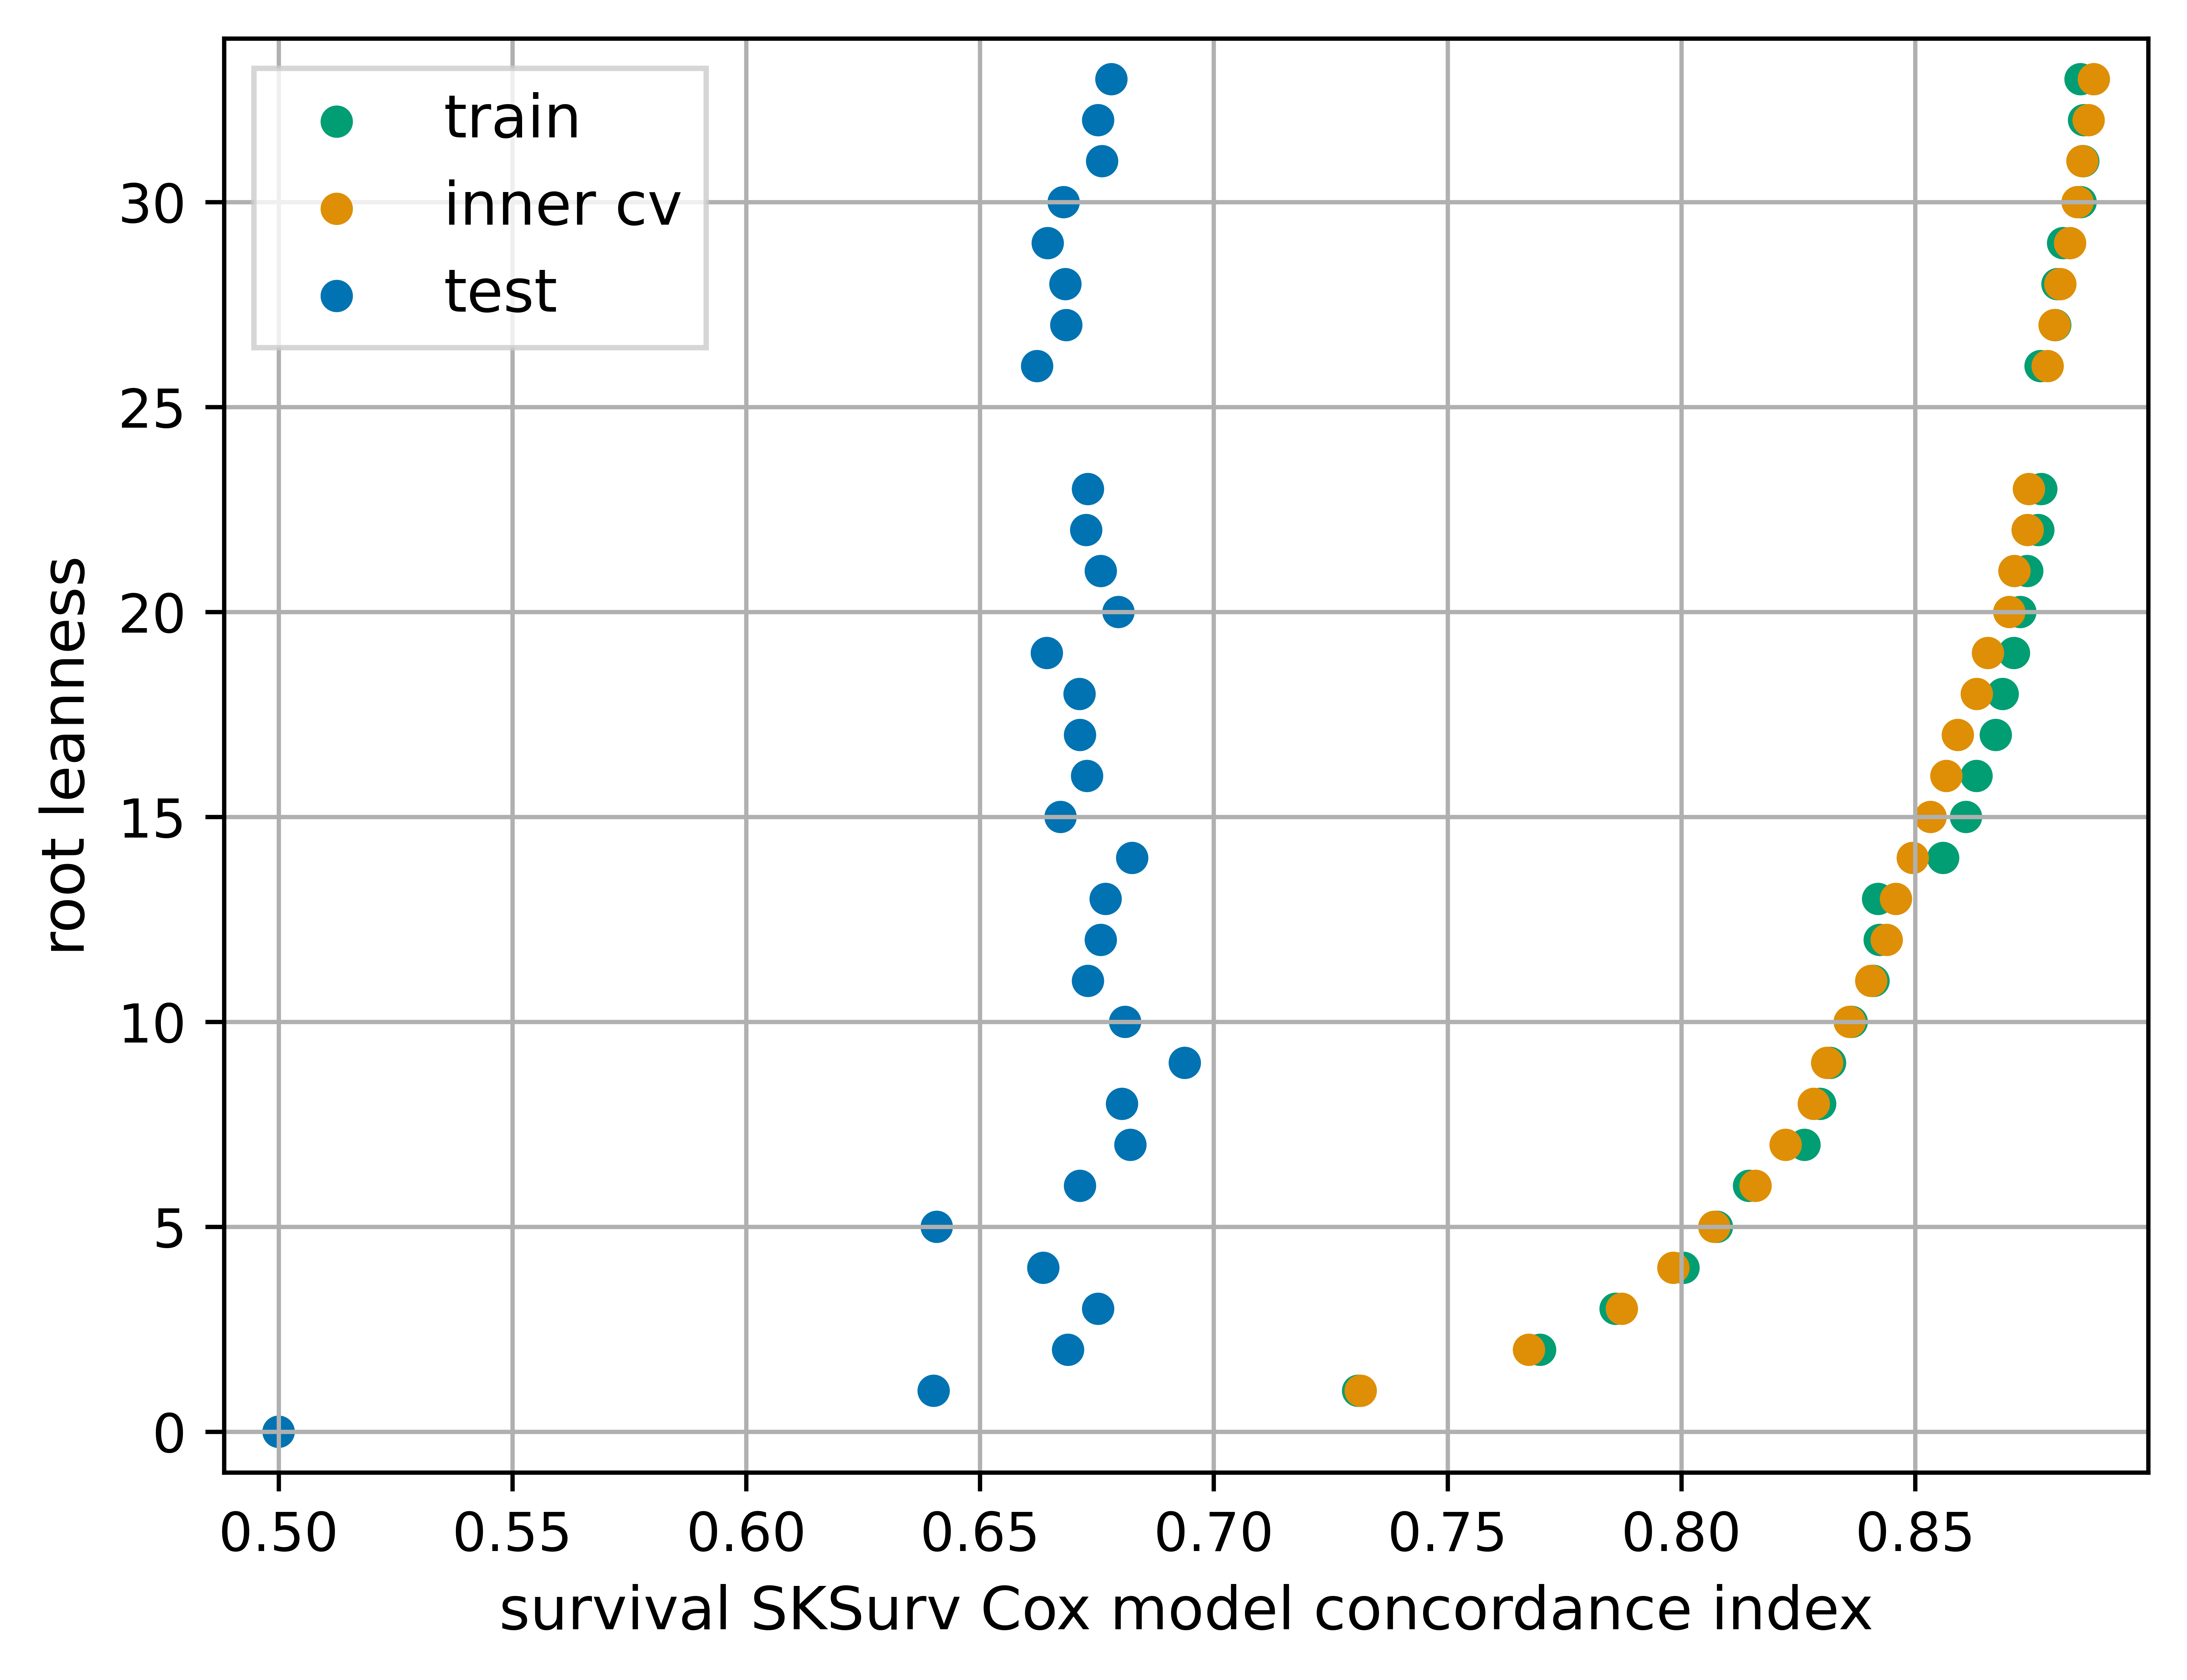 train
inner cv
test
30
25
20
15
10
5
0
root leanness
0.50 0.55 0.60 0.65 0.70 0.75 0.80 0.85
survival SKSurv Cox model concordance index